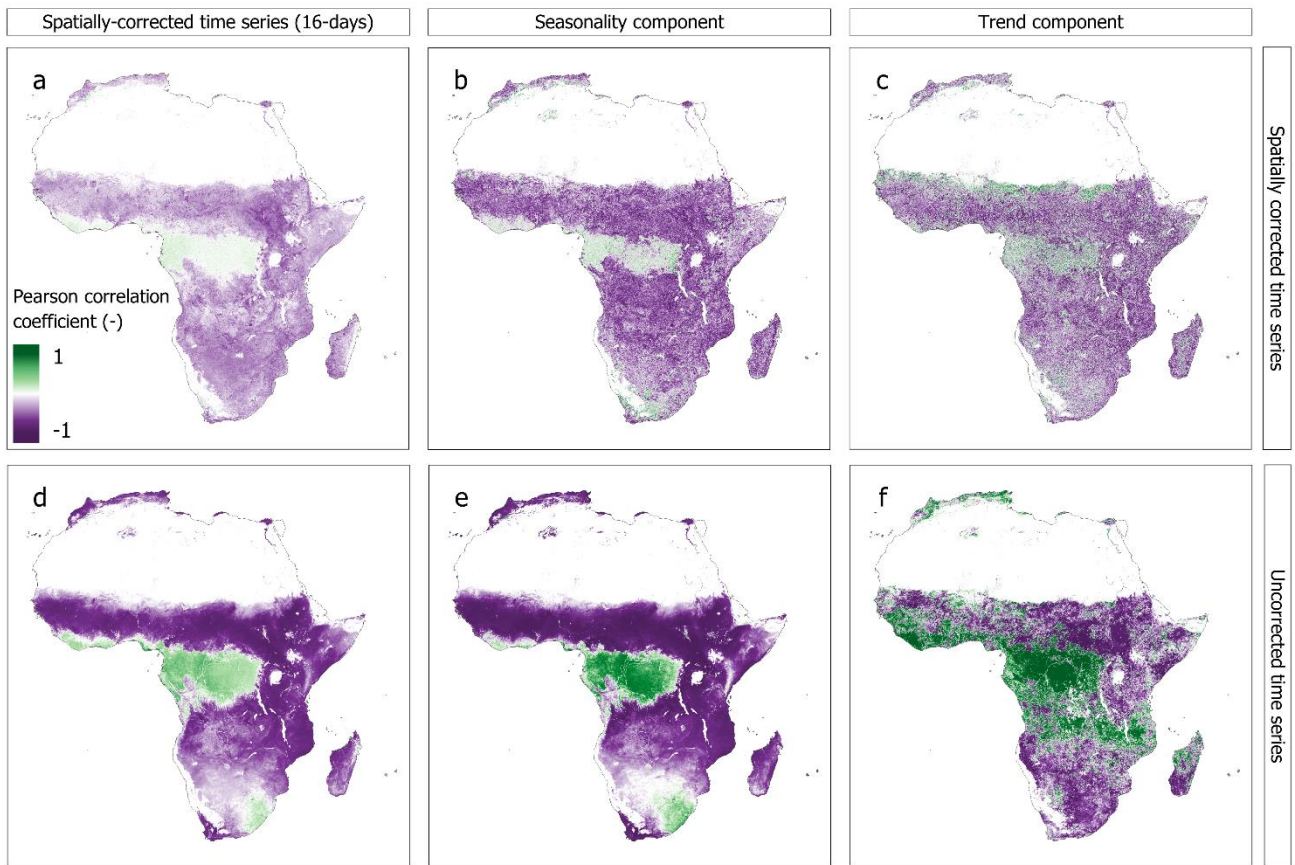 Spatially-corrected time series (16-days)
Seasonality component
Trend component
a
b
c
Spatially corrected time series
Pearson correlation
coefficient (-)
1
-1
d
e
f
Uncorrected time series